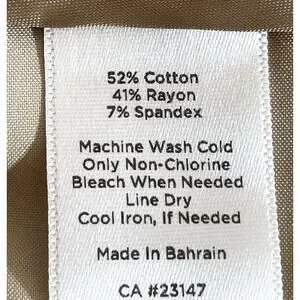 52% Cotton
41% Rayon
7% Spandex
Machine Wash Cold
Only Non-Chlorine
Bleach When Needed
Line Dry
Cool Iron, If Needed
Made In Bahrain
CA #23147